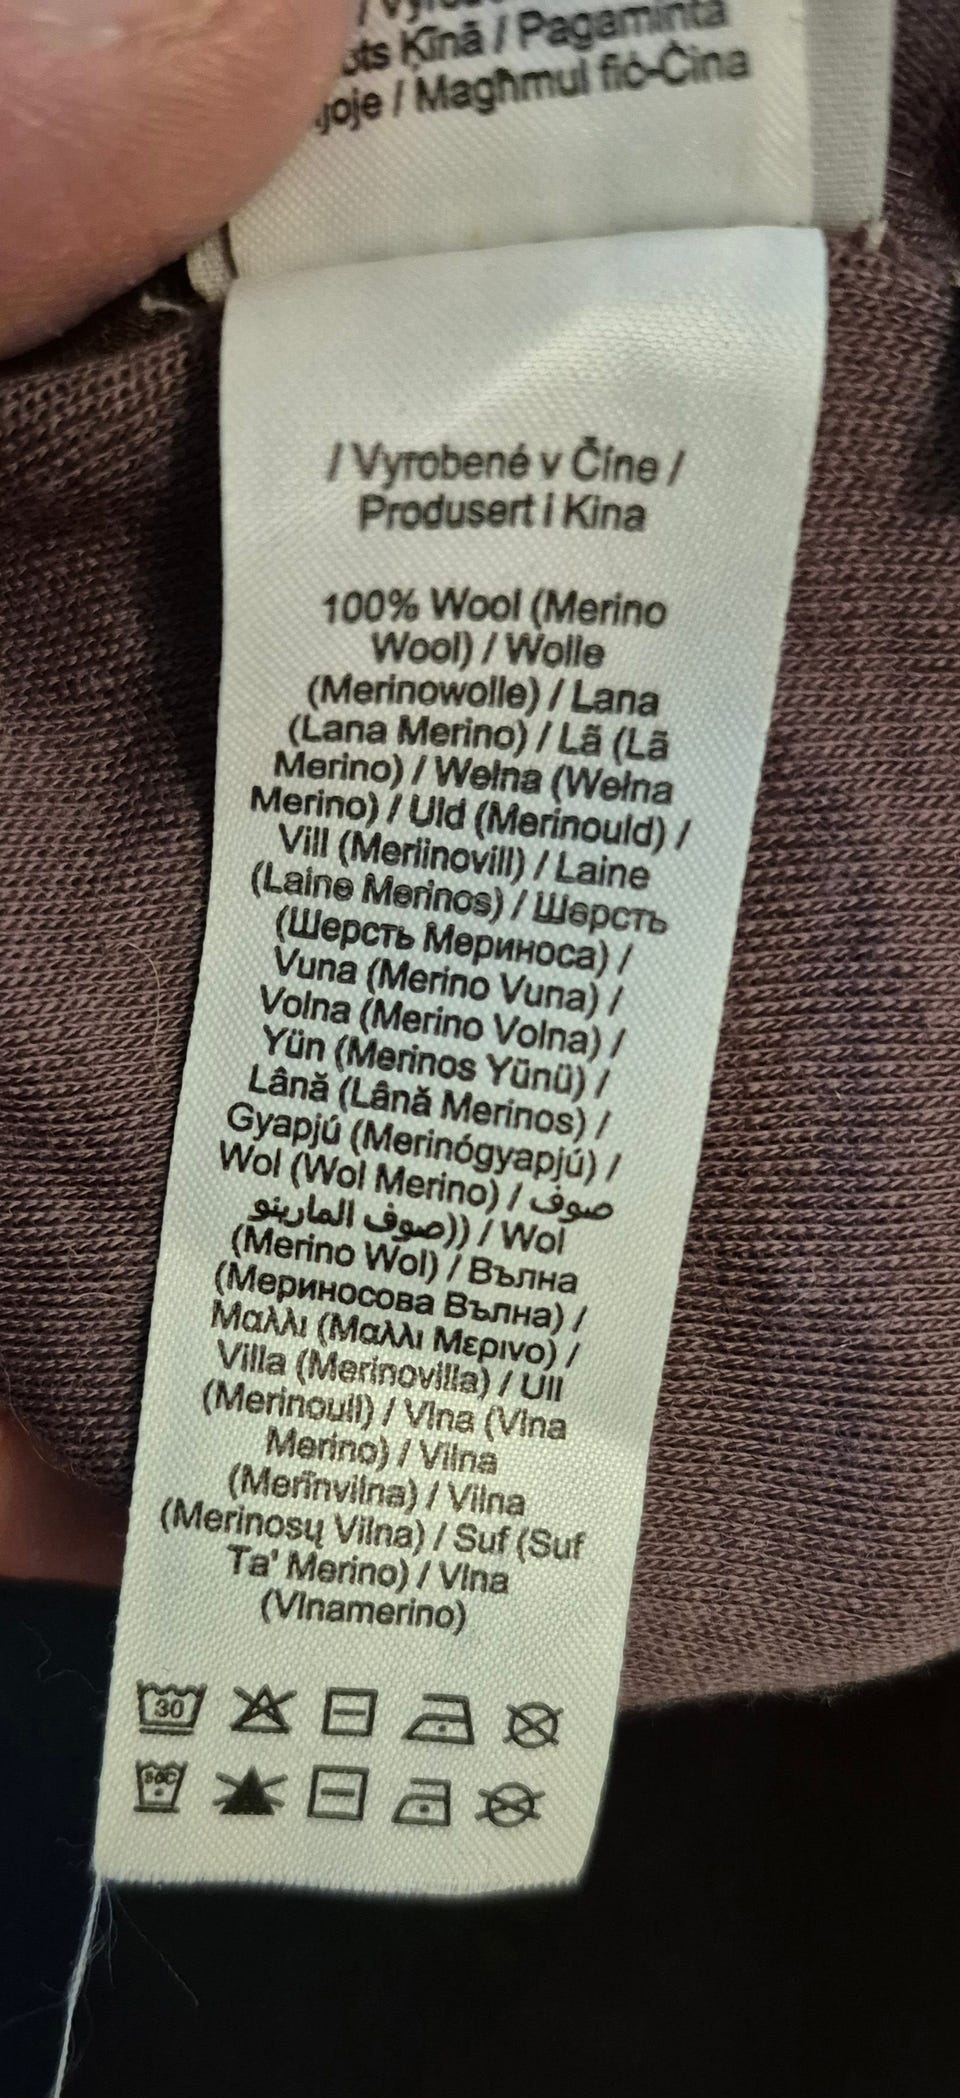 Ķīnā / Pagaminta
/ Magħmul fiċ-Ċina
/ Vyrobené v Číne /
Produsert i Kina
100% Wool (Merino
Wool) / Wolle
(Merinowolle) / Lana
(Lana Merino) / Lã (Lã
Merino) / Wełna (Wełna
Merino) / Uld (Merinould) /
Vill (Meriinovill) / Laine
(Laine Merinos) / Шерсть
(Шерсть Мериноса) /
Vuna (Merino Vuna) /
Volna (Merino Volna) /
Yün (Merinos Yünü) /
Lână (Lână Merinos) /
Gyapjú (Merinógyapjú) /
Wol (Wol Merino) / صوف
صوف المارينو)) / Wol
(Merino Wol) / Вълна
(Мериносова Вълна) /
Μαλλι (Μαλλι Μεριvο) /
Villa (Merinovilla) / Ull
(Merinoull) / Vlna (Vlna
Merino) / Vilna
(Merīnvilna) / Vilna
(Merinosų Vilna) / Suf (Suf
Ta' Merino) / Vlna
(Vlnamerino)
30